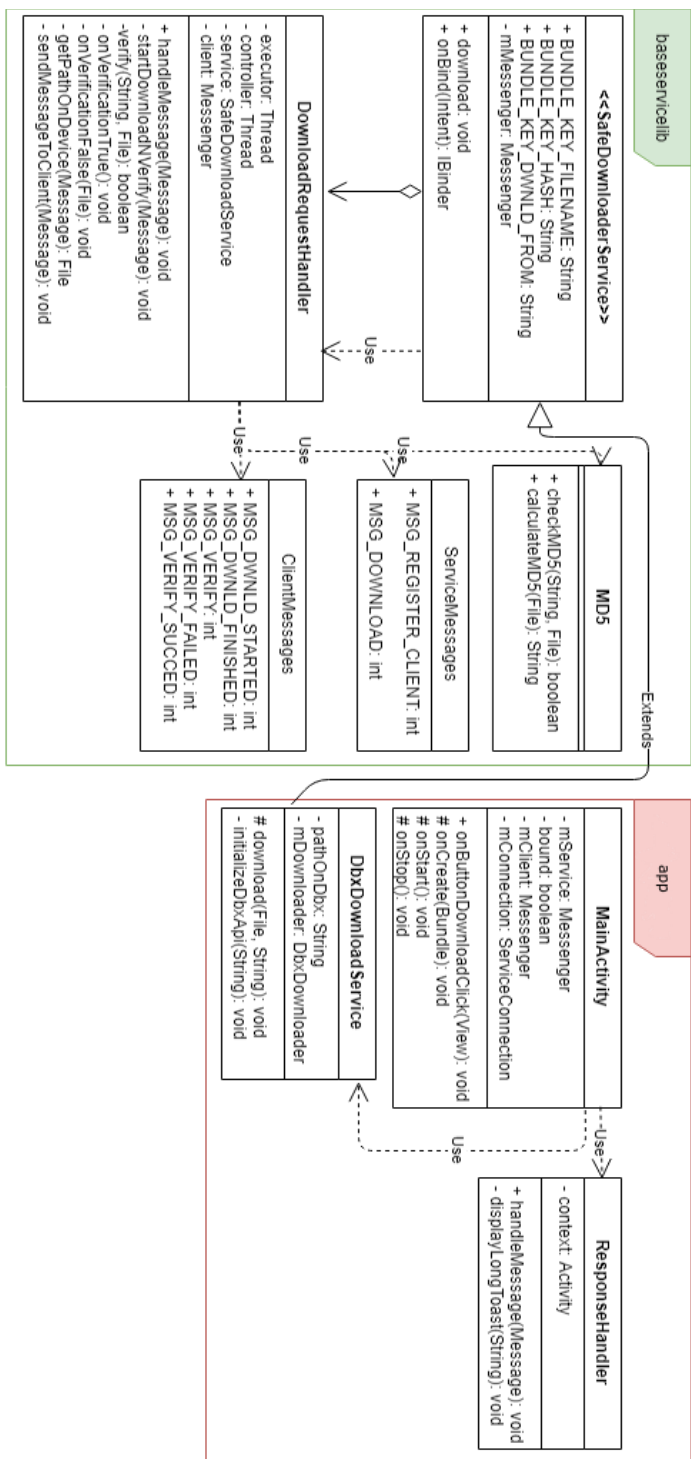 baseservicelib
<<SafeDownloaderService>>
+ BUNDLE_KEY_FILENAME: String
+ BUNDLE_KEY_HASH: String
+ BUNDLE_KEY_DWNLD_FROM: String
- mMessenger: Messenger
+ download: void
+ onBind(Intent): IBinder
Use
DownloadRequestHandler
- executor: Thread
- controller: Thread
- service: SafeDownloadService
- client: Messenger
+ handleMessage(Message): void
- startDownloadNVerify(Message): void
-verify(String, File): boolean
- onVerificationTrue(): void
- onVerificationFalse(File): void
- getPathOnDevice(Message): File
- sendMessageToClient(Message): void
Use
Use
Use
MD5
+ checkMD5(String, File): boolean
+ calculateMD5(File): String
ServiceMessages
+ MSG_REGISTER_CLIENT: int
+ MSG_DOWNLOAD: int
ClientMessages
+ MSG_DWNLD_STARTED: int
+ MSG_DWNLD_FINISHED: int
+ MSG_VERIFY: int
+ MSG_VERIFY_FAILED: int
+ MSG_VERIFY_SUCCED: int
Extends
app
MainActivity
- mService: Messenger
- bound: boolean
- mClient: Messenger
- mConnection: ServiceConnection
+ onButtonDownloadClick(View): void
# onCreate(Bundle): void
# onStart(): void
# onStop(): void
DbxDownloadService
- pathOnDbx: String
- mDownloader: DbxDownloader
# download(File, String): void
- initializeDbxApi(String): void
Use
Use
ResponseHandler
- context: Activity
+ handleMessage(Message): void
- displayLongToast(String): void